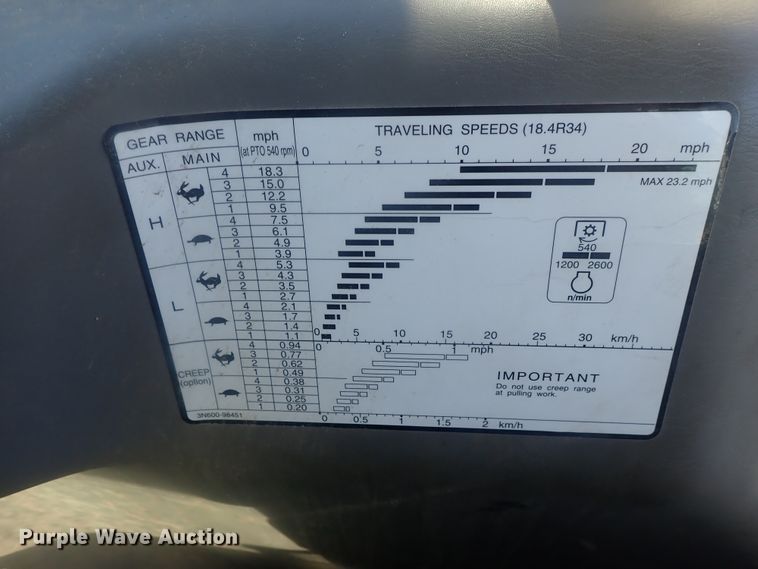 GEAR RANGE mph TRAVELING SPEEDS (18.4R34)
AUX. MAIN (at PTO 540 rpm) 0 5 10 15 20 mph
H 4 18.3
3 15.0 MAX 23.2 mph
2 12.2
1 9.5
4 7.5
3 6.1
2 4.9
1 3.9
L 4 5.3
3 4.3
2 3.5
1 2.7
4 2.1
3 1.7
2 1.4
1 1.1
540
1200 2600
n/min
0 5 10 15 20 25 30 km/h
CREEP (option) 4 0.94 0 0.5 1 mph
3 0.77
2 0.62
1 0.49
4 0.38
3 0.31
2 0.25
1 0.20
IMPORTANT
Do not use creep range
at pulling work.
3N600-98451 0 0.5 1 1.5 2 km/h
Purple Wave Auction